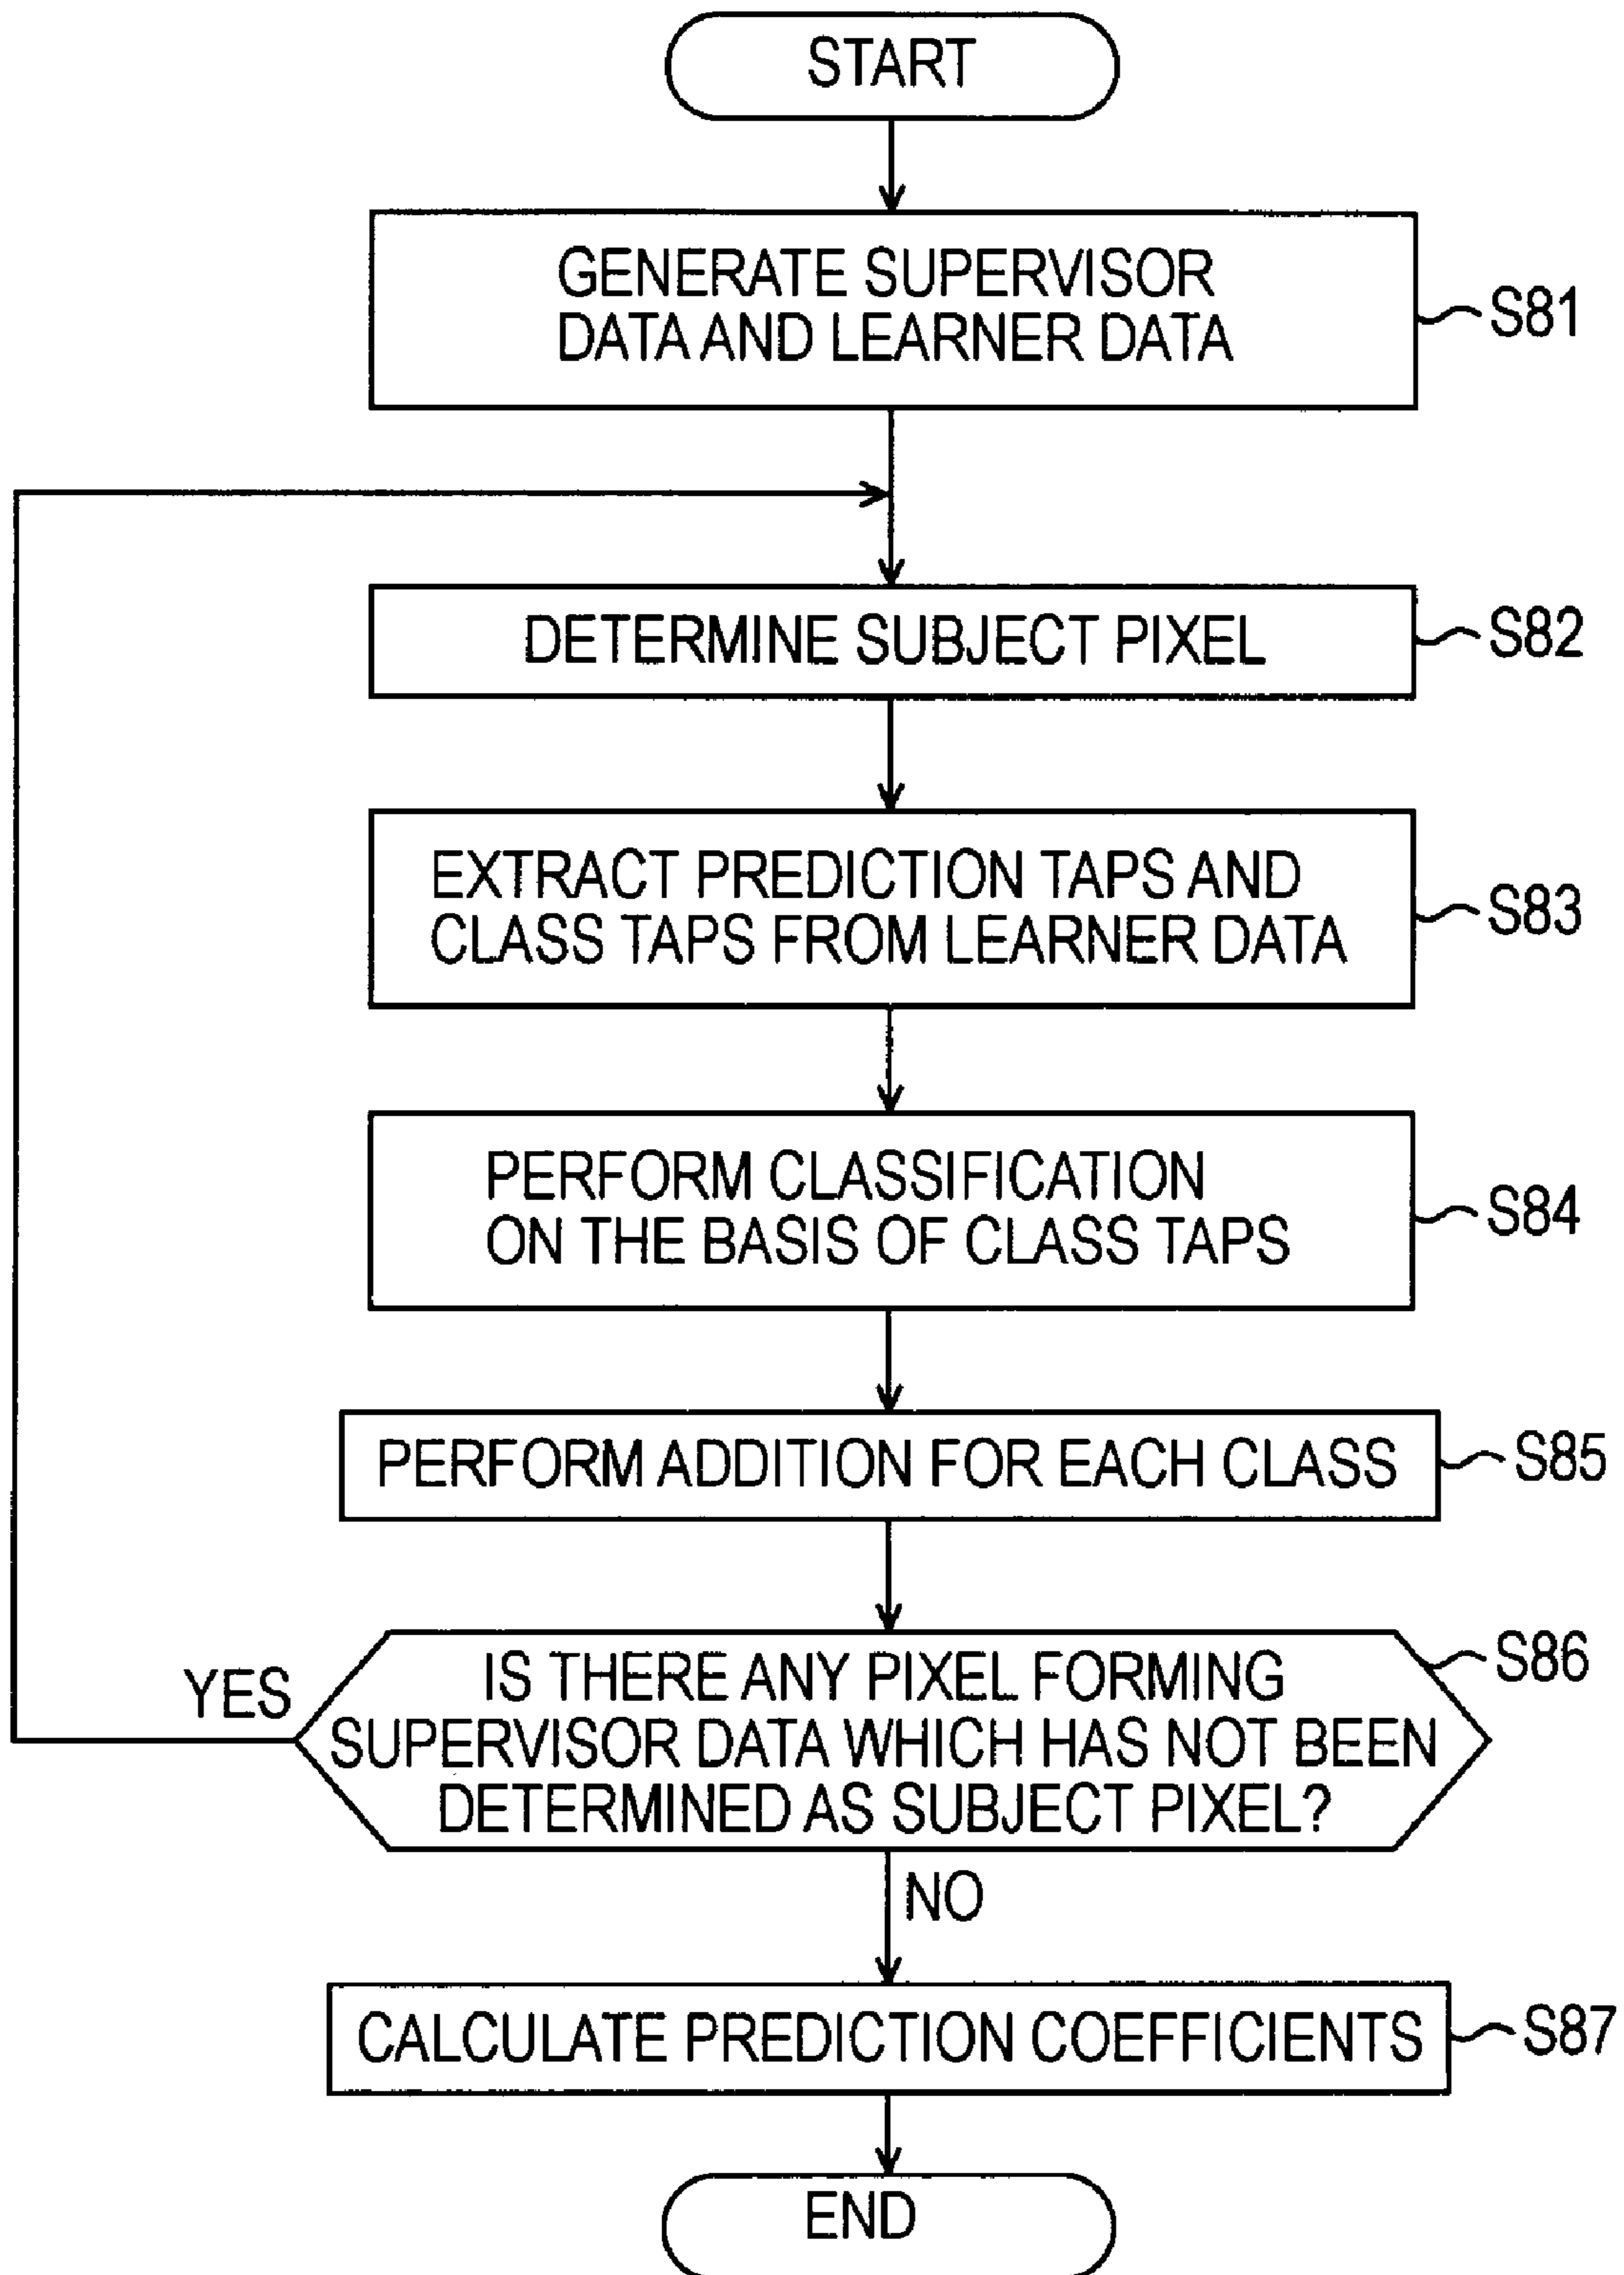 START
GENERATE SUPERVISOR
DATA AND LEARNER DATA
S81
DETERMINE SUBJECT PIXEL
S82
EXTRACT PREDICTION TAPS AND
CLASS TAPS FROM LEARNER DATA
S83
PERFORM CLASSIFICATION
ON THE BASIS OF CLASS TAPS
S84
PERFORM ADDITION FOR EACH CLASS
S85
IS THERE ANY PIXEL FORMING
SUPERVISOR DATA WHICH HAS NOT BEEN
DETERMINED AS SUBJECT PIXEL?
S86
YES
NO
CALCULATE PREDICTION COEFFICIENTS
S87
END